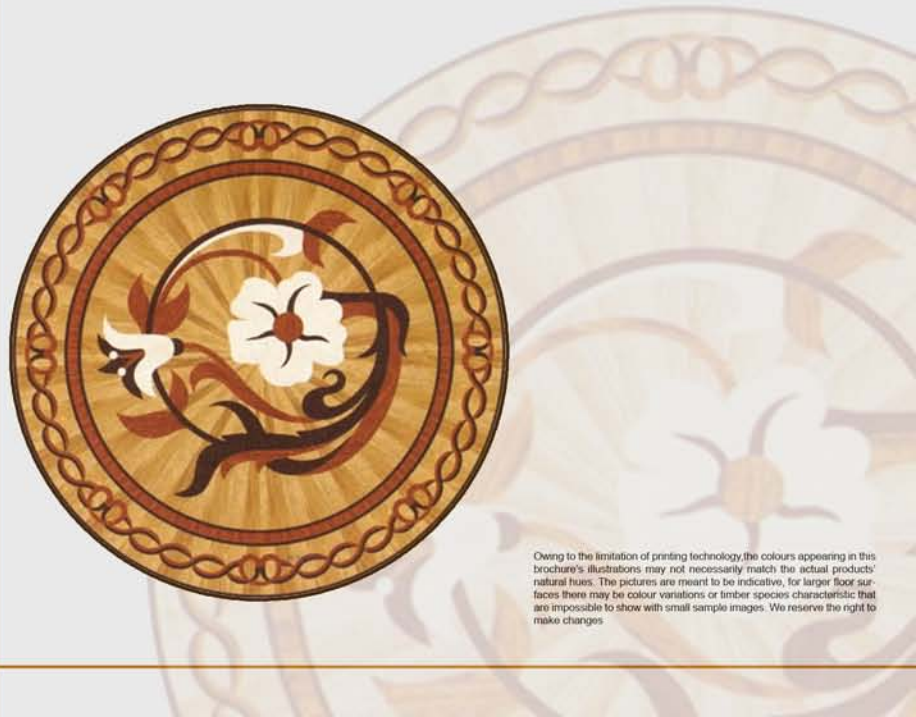 Owing to the limitation of printing technology,the colours appearing in this
brochure's illustrations may not necessarily match the actual products'
natural hues. The pictures are meant to be indicative, for larger floor sur-
faces there may be colour variations or timber species characteristic that
are impossible to show with small sample images. We reserve the right to
make changes